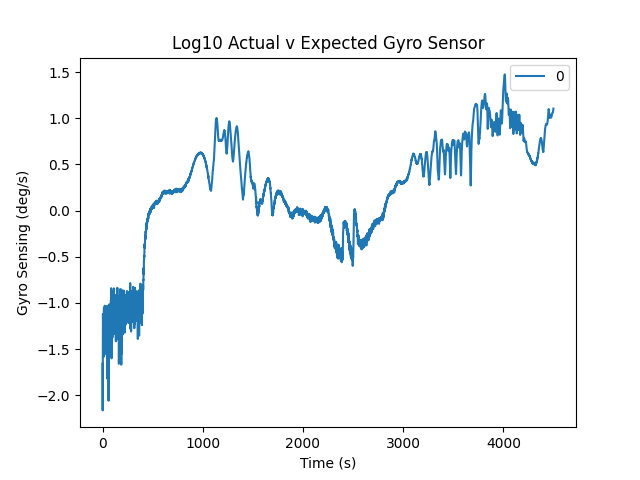 Log10 Actual v Expected Gyro Sensor
0
1.5
1.0
0.5
0.0
−0.5
−1.0
−1.5
−2.0
Gyro Sensing (deg/s)
0 1000 2000 3000 4000
Time (s)